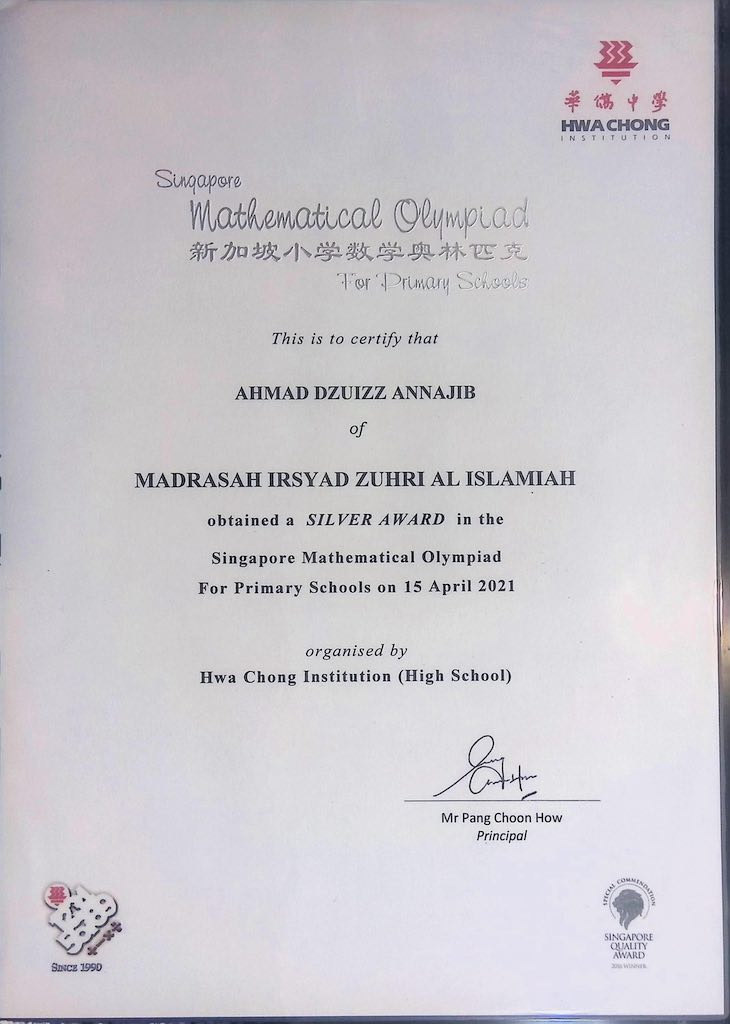 華僑中學
HWA CHONG
INSTITUTION
Singapore
Mathematical Olympiad
新加坡小学数学奥林匹克
For Primary Schools
This is to certify that
AHMAD DZUIZZ ANNAJIB
of
MADRASAH IRSYAD ZUHRI AL ISLAMIAH
obtained a SILVER AWARD in the
Singapore Mathematical Olympiad
For Primary Schools on 15 April 2021
organised by
Hwa Chong Institution (High School)
Mr Pang Choon How
Principal
SINCE 1990
SPECIAL COMMENDATION
SINGAPORE
QUALITY
AWARD
2016 WINNER